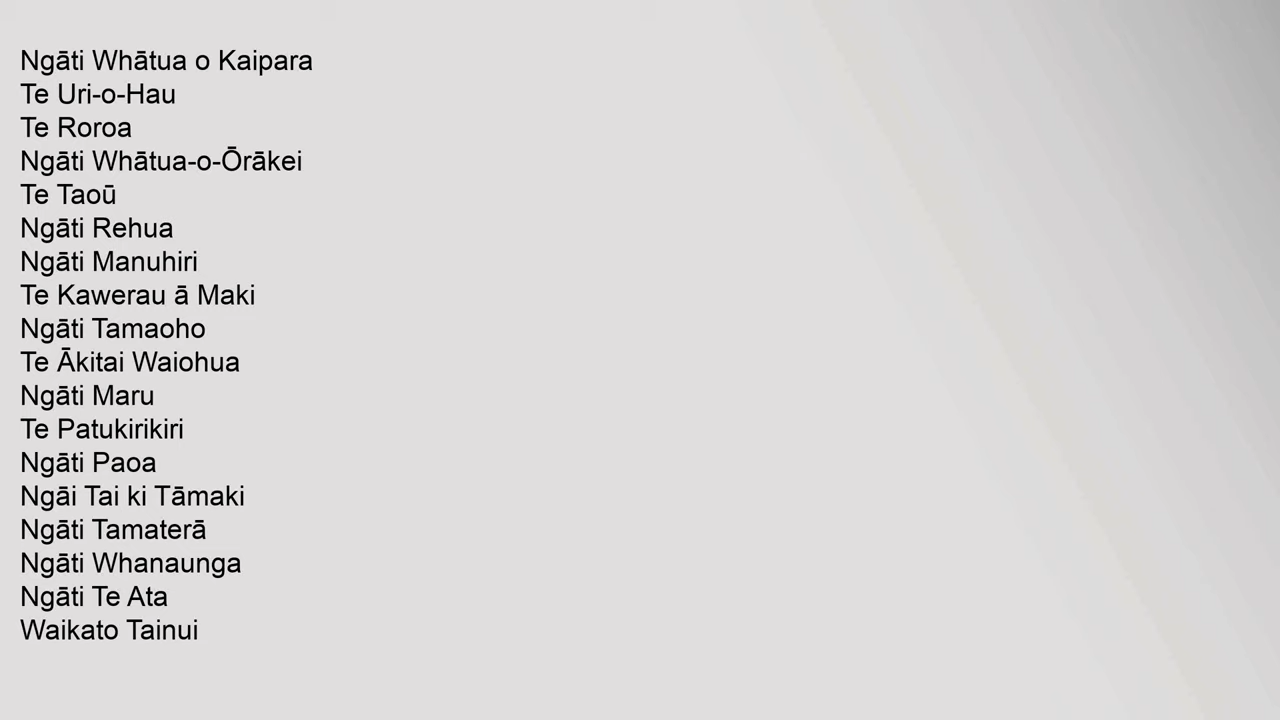 Ngāti Whātua o Kaipara
Te Uri-o-Hau
Te Roroa
Ngāti Whātua-o-Ōrākei
Te Taoū
Ngāti Rehua
Ngāti Manuhiri
Te Kawerau ā Maki
Ngāti Tamaoho
Te Ākitai Waiohua
Ngāti Maru
Te Patukirikiri
Ngāti Paoa
Ngāi Tai ki Tāmaki
Ngāti Tamaterā
Ngāti Whanaunga
Ngāti Te Ata
Waikato Tainui